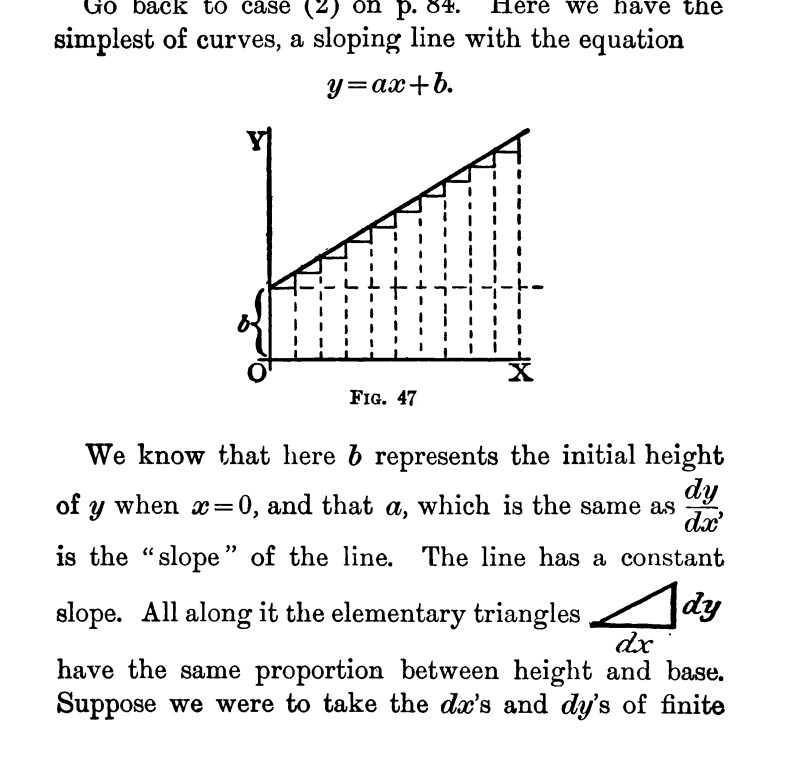 Go back to case (2) on p. 84. Here we have the
simplest of curves, a sloping line with the equation
y=ax+b.
Y
b
O
X
Fig. 47
We know that here b represents the initial height
of y when x=0, and that a, which is the same as dy/dx,
is the “slope” of the line. The line has a constant
slope. All along it the elementary triangles dy
dx
have the same proportion between height and base.
Suppose we were to take the dx's and dy's of finite